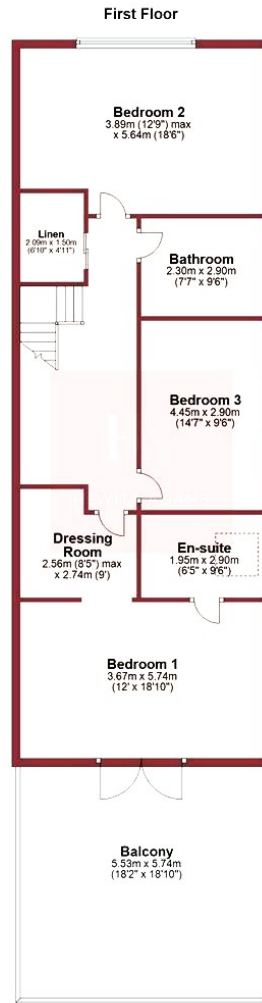 First Floor
Bedroom 2
3.89m (12'9") max
x 5.64m (18'6")
Linen
2.09m x 1.50m
(6'10" x 4'11")
Bathroom
2.30m x 2.90m
(7'7" x 9'6")
Bedroom 3
4.45m x 2.90m
(14'7" x 9'6")
Dressing
Room
2.56m (8'5") max
x 2.74m (9')
En-suite
1.95m x 2.90m
(6'5" x 9'6")
Bedroom 1
3.67m x 5.74m
(12' x 18'10")
Balcony
5.53m x 5.74m
(18'2" x 18'10")